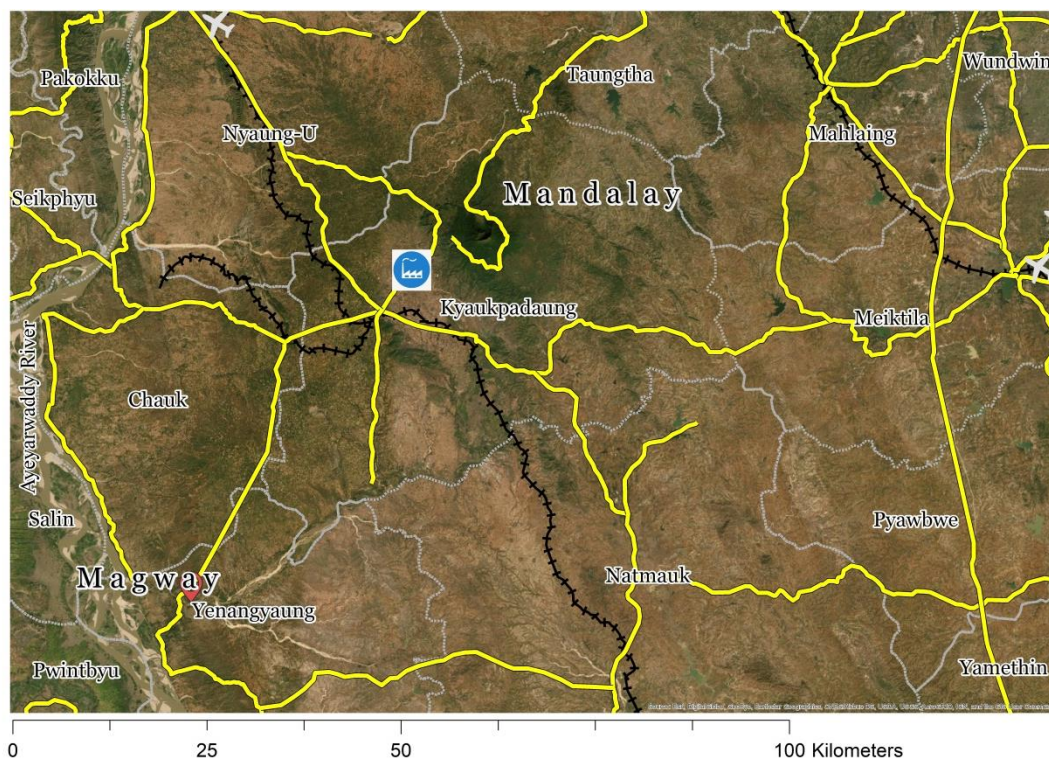 Pakokku
Taungtha
Wundwin
Nyaung-U
Mahlaing
Seikphyu
Mandalay
Kyaukpadaung
Meiktila
Ayeyarwaddy River
Chauk
Salin
Pyawbwe
Magway
Natmauk
Yenangyaung
Pwintbyu
Yamethin
0 25 50 100 Kilometers